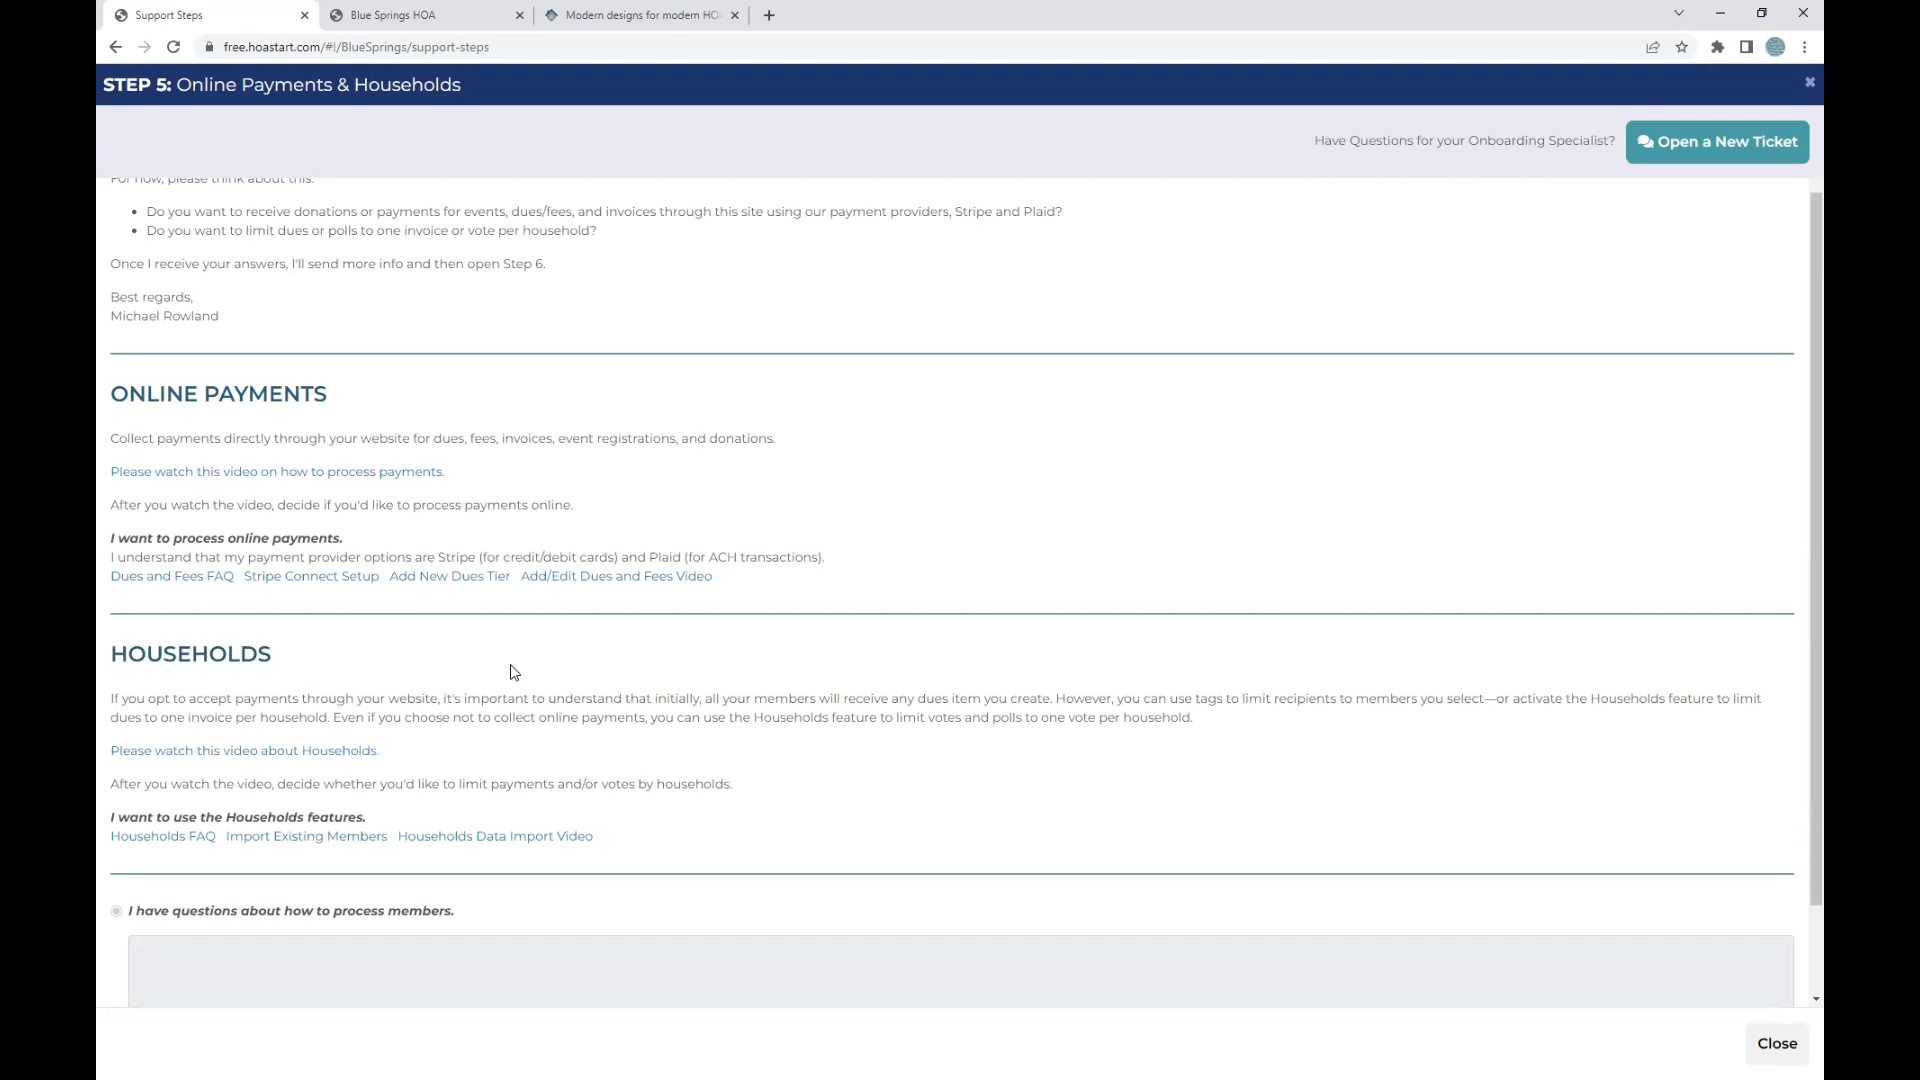 Support Steps
Blue Springs HOA
Modern designs for modern HO
free.hoastart.com/#!/BlueSprings/support-steps
STEP 5: Online Payments & Households
Have Questions for your Onboarding Specialist?
Open a New Ticket
For now, please think about this:
• Do you want to receive donations or payments for events, dues/fees, and invoices through this site using our payment providers, Stripe and Plaid?
• Do you want to limit dues or polls to one invoice or vote per household?
Once I receive your answers, I'll send more info and then open Step 6.
Best regards,
Michael Rowland
ONLINE PAYMENTS
Collect payments directly through your website for dues, fees, invoices, event registrations, and donations.
Please watch this video on how to process payments.
After you watch the video, decide if you'd like to process payments online.
I want to process online payments.
I understand that my payment provider options are Stripe (for credit/debit cards) and Plaid (for ACH transactions).
Dues and Fees FAQ Stripe Connect Setup Add New Dues Tier Add/Edit Dues and Fees Video
HOUSEHOLDS
If you opt to accept payments through your website, it's important to understand that initially, all your members will receive any dues item you create. However, you can use tags to limit recipients to members you select—or activate the Households feature to limit
dues to one invoice per household. Even if you choose not to collect online payments, you can use the Households feature to limit votes and polls to one vote per household.
Please watch this video about Households.
After you watch the video, decide whether you'd like to limit payments and/or votes by households.
I want to use the Households features.
Households FAQ Import Existing Members Households Data Import Video
I have questions about how to process members.
Close